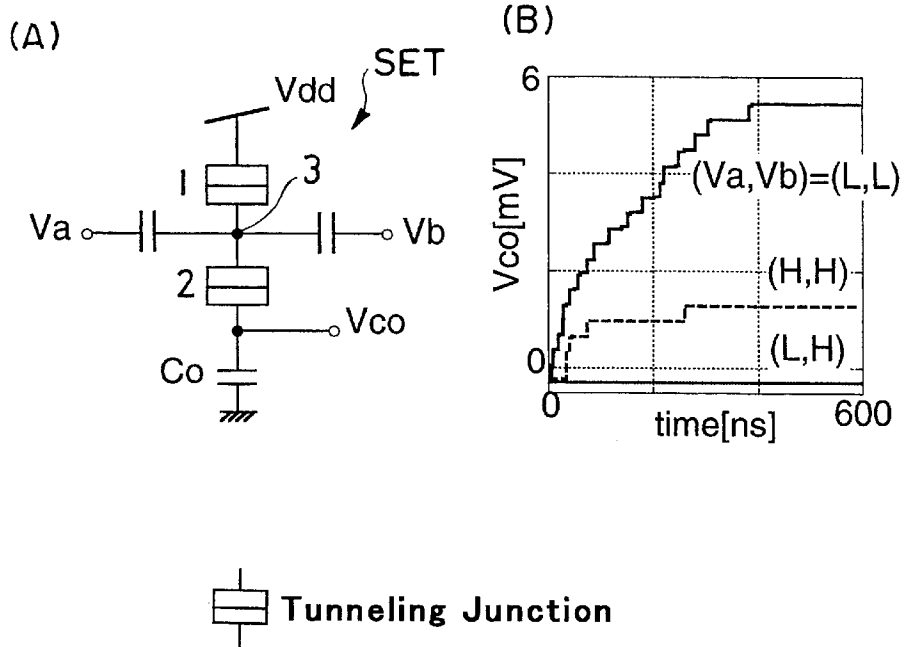 (A)
SET
Vdd
1
3
Va
Vb
2
Vco
Co
(B)
6
Vco[mV]
(Va,Vb)=(L,L)
(H,H)
(L,H)
0
0
600
time[ns]
Tunneling Junction